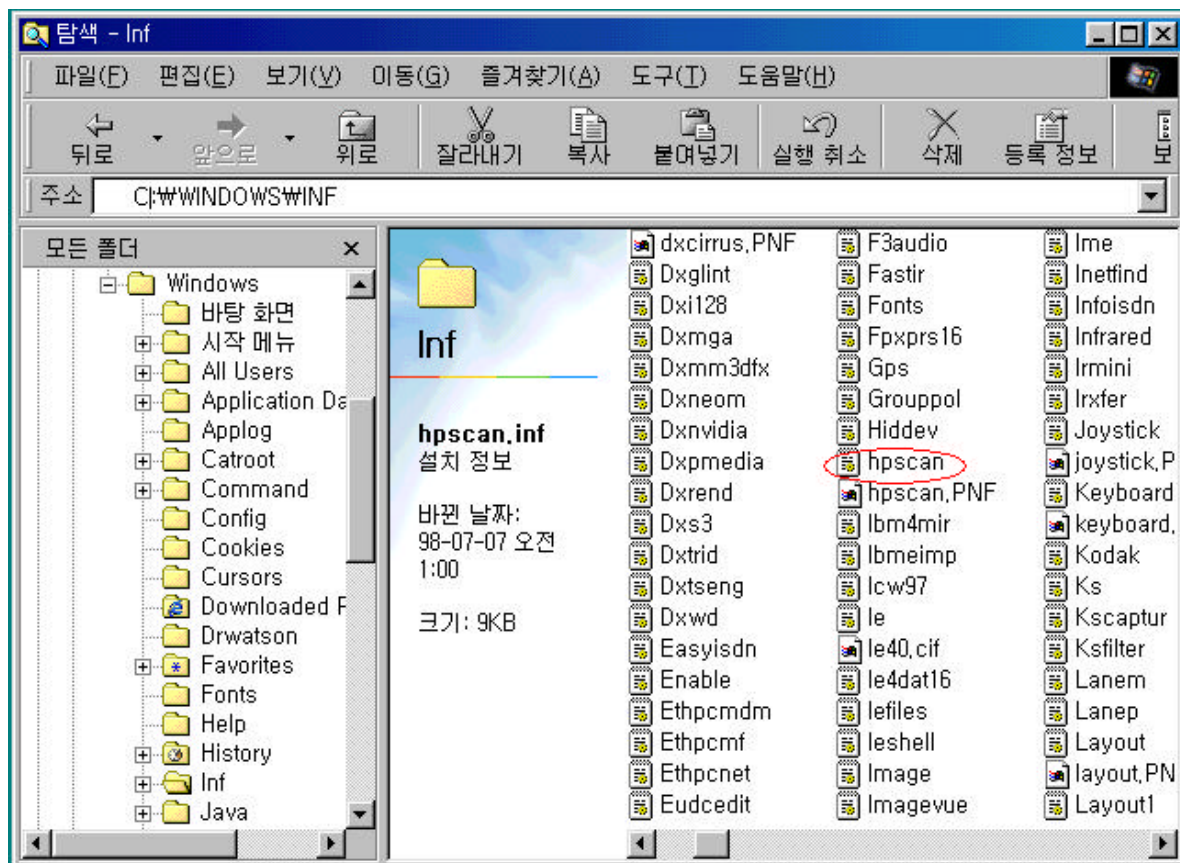 탐색 - Inf
파일(F) 편집(E) 보기(V) 이동(G) 즐겨찾기(A) 도구(T) 도움말(H)
뒤로 앞으로 위로 잘라내기 복사 붙여넣기 실행 취소 삭제 등록 정보 보
주소 C:₩WINDOWS₩INF
모든 폴더
Windows
바탕 화면
시작 메뉴
All Users
Application Da
Applog
Catroot
Command
Config
Cookies
Cursors
Downloaded F
Drwatson
Favorites
Fonts
Help
History
Inf
Java
Inf
hpscan.inf
설치 정보
바뀐 날짜:
98-07-07 오전
1:00
크기: 9KB
dxcirrus.PNF
Dxglint
Dxi128
Dxmga
Dxmm3dfx
Dxneom
Dxnvidia
Dxpmedia
Dxrend
Dxs3
Dxtrid
Dxtseng
Dxwd
Easyisdn
Enable
Ethpcmdm
Ethpcmf
Ethpcnet
Eudcedit
F3audio
Fastir
Fonts
Fpxprs16
Gps
Grouppol
Hiddev
hpscan
hpscan.PNF
Ibm4mir
Ibmeimp
Icw97
Ie
Ie40.cif
Ie4dat16
Iefiles
Ieshell
Image
Imagevue
Ime
Inetfind
Infoisdn
Infrared
Irmini
Irxfer
Joystick
joystick.P
Keyboard
keyboard.
Kodak
Ks
Kscaptur
Ksfilter
Lanem
Lanep
Layout
layout.PN
Layout1